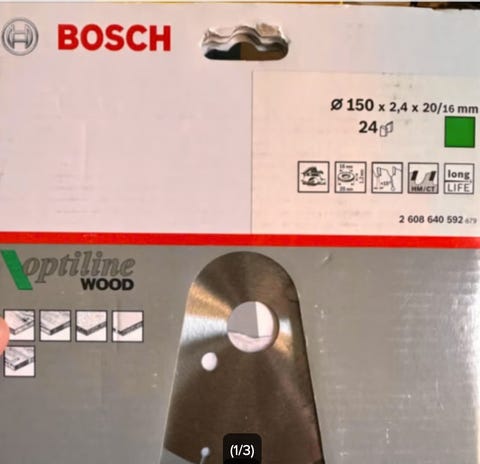 BOSCH
Ø 150 x 2,4 x 20/16 mm
24
HM/CT
long LIFE
2 608 640 592 679
optiline
WOOD
(1/3)